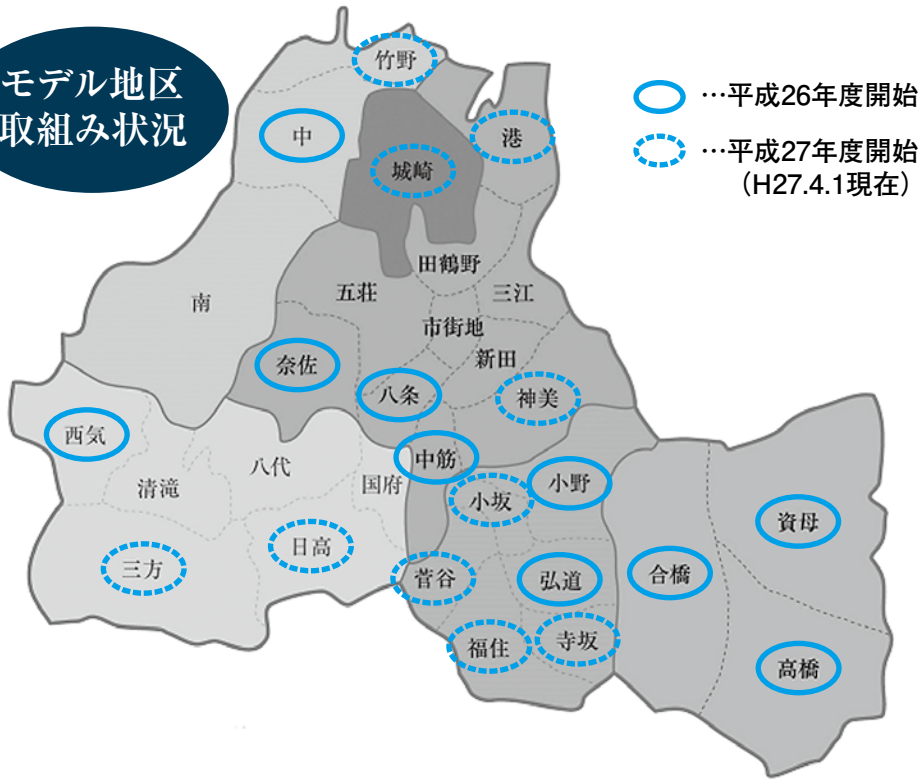 モデル地区
取組み状況
…平成26年度開始
…平成27年度開始
（H27.4.1現在）
竹野
中
港
城崎
田鶴野
五荘
三江
南
市街地
新田
奈佐
八条
神美
西気
中筋
八代
小野
清滝
国府
小坂
資母
日高
三方
菅谷
弘道
合橋
福住
寺坂
高橋